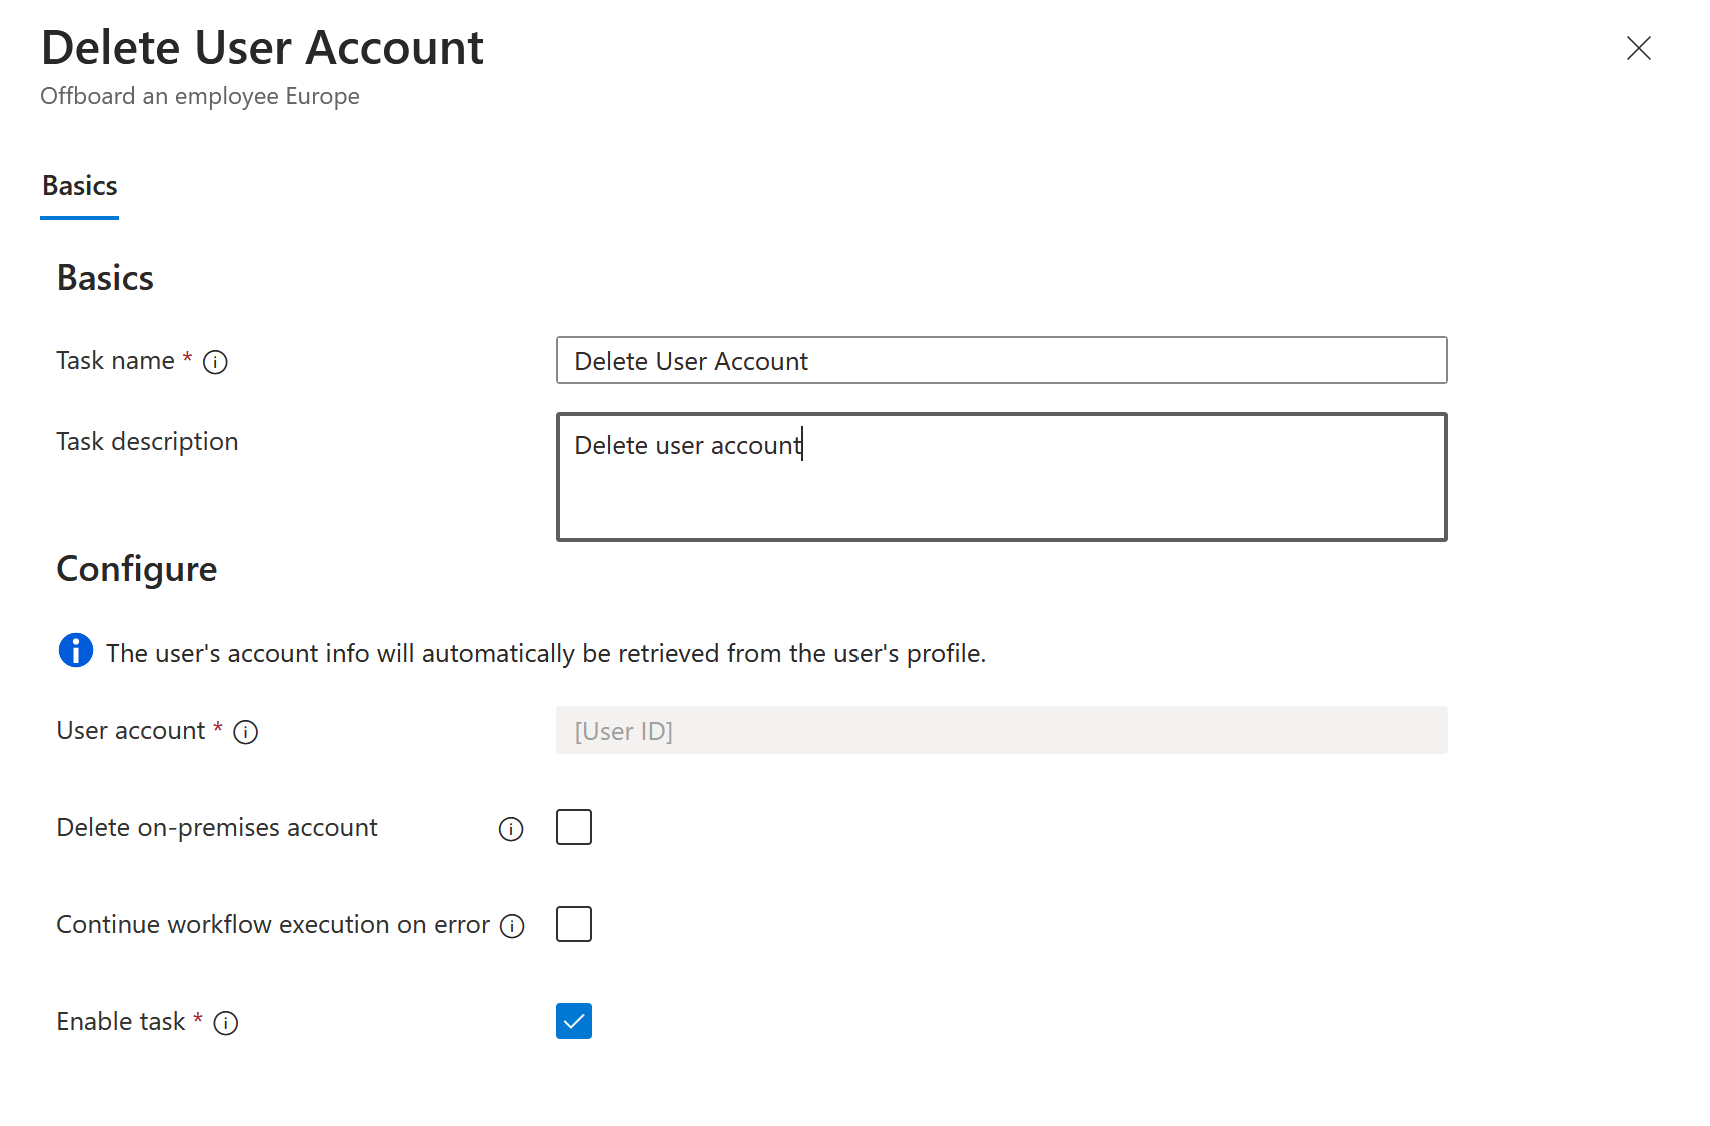 Delete User Account
Offboard an employee Europe
Basics
Basics
Task name *
Delete User Account
Task description
Delete user account
Configure
The user's account info will automatically be retrieved from the user's profile.
User account *
[User ID]
Delete on-premises account
Continue workflow execution on error
Enable task *